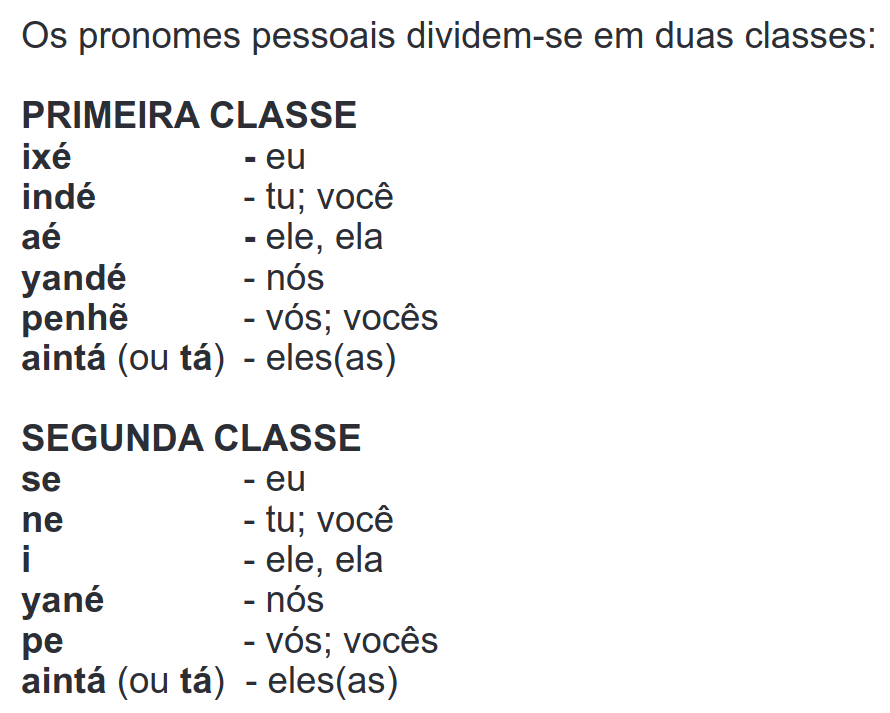 Os pronomes pessoais dividem-se em duas classes:
PRIMEIRA CLASSE
ixé - eu
indé - tu; você
aé - ele, ela
yandé - nós
penhẽ - vós; vocês
aintá (ou tá) - eles(as)
SEGUNDA CLASSE
se - eu
ne - tu; você
i - ele, ela
yané - nós
pe - vós; vocês
aintá (ou tá) - eles(as)